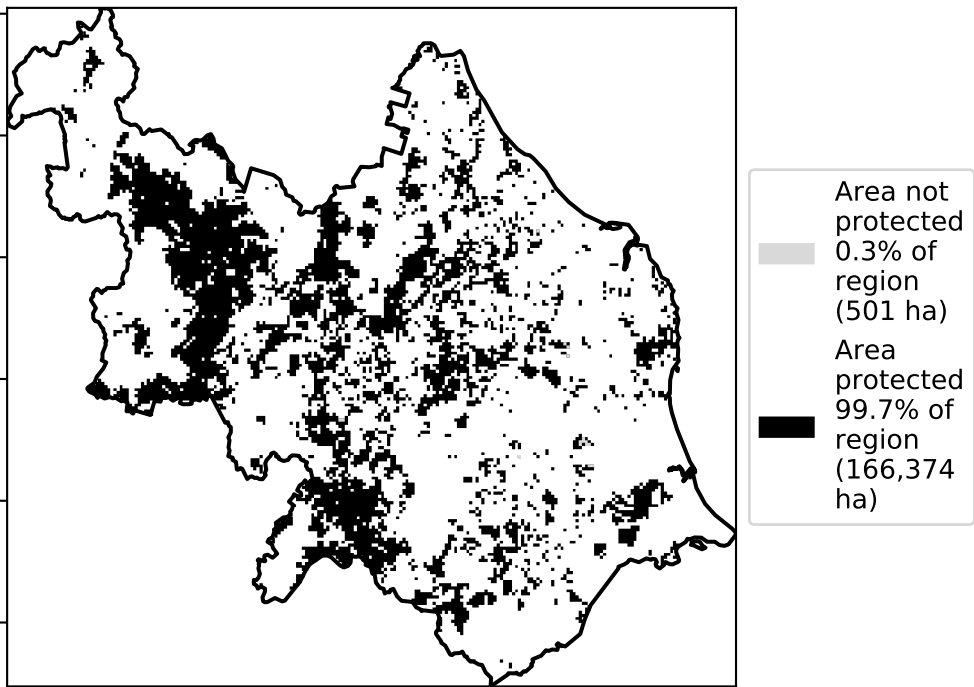 Area not
protected
0.3% of
region
(501 ha)
Area
protected
99.7% of
region
(166,374
ha)